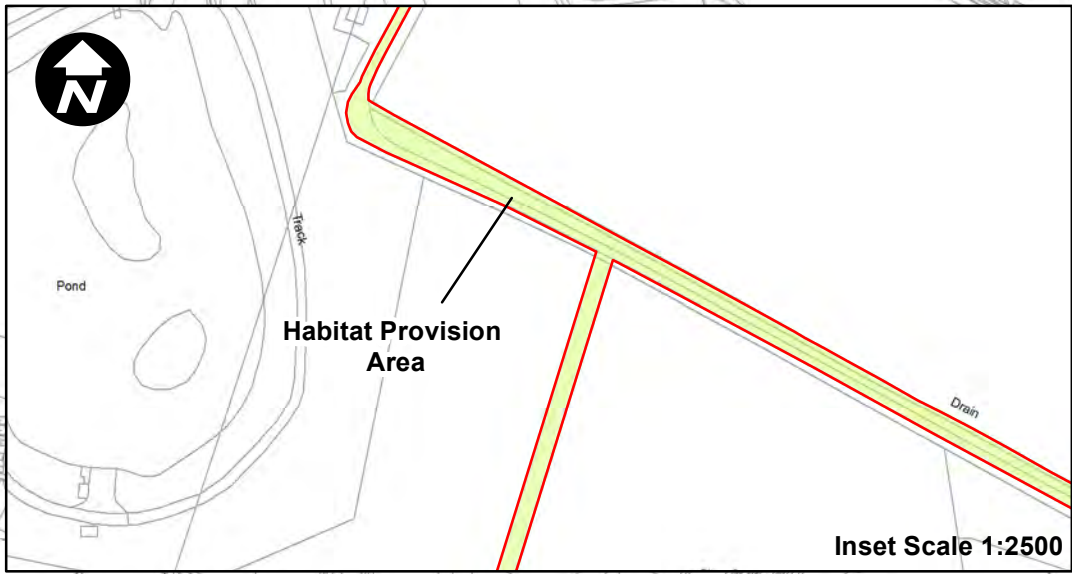 N
Track
Pond
Habitat Provision
Area
Drain
Inset Scale 1:2500